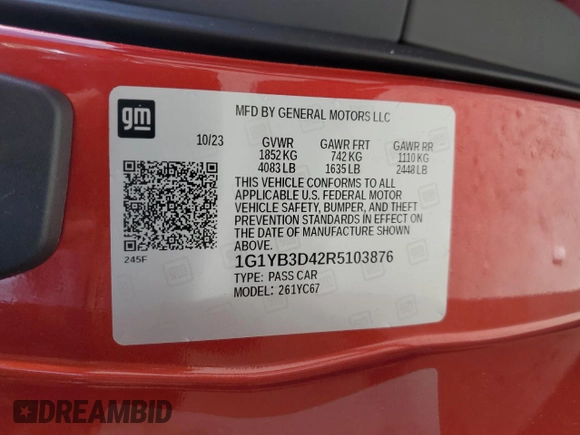 gm
MFD BY GENERAL MOTORS LLC
10/23 GVWR GAWR FRT GAWR RR
1852 KG 742 KG 1110 KG
4083 LB 1635 LB 2448 LB
THIS VEHICLE CONFORMS TO ALL
APPLICABLE U.S. FEDERAL MOTOR
VEHICLE SAFETY, BUMPER, AND THEFT
PREVENTION STANDARDS IN EFFECT ON
THE DATE OF MANUFACTURE SHOWN
ABOVE.
245F
1G1YB3D42R5103876
TYPE: PASS CAR
MODEL: 261YC67
DREAMBID